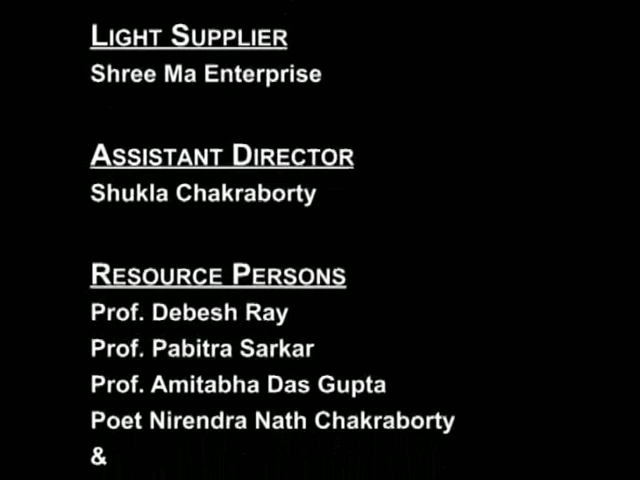 LIGHT SUPPLIER
Shree Ma Enterprise
ASSISTANT DIRECTOR
Shukla Chakraborty
RESOURCE PERSONS
Prof. Debesh Ray
Prof. Pabitra Sarkar
Prof. Amitabha Das Gupta
Poet Nirendra Nath Chakraborty
&